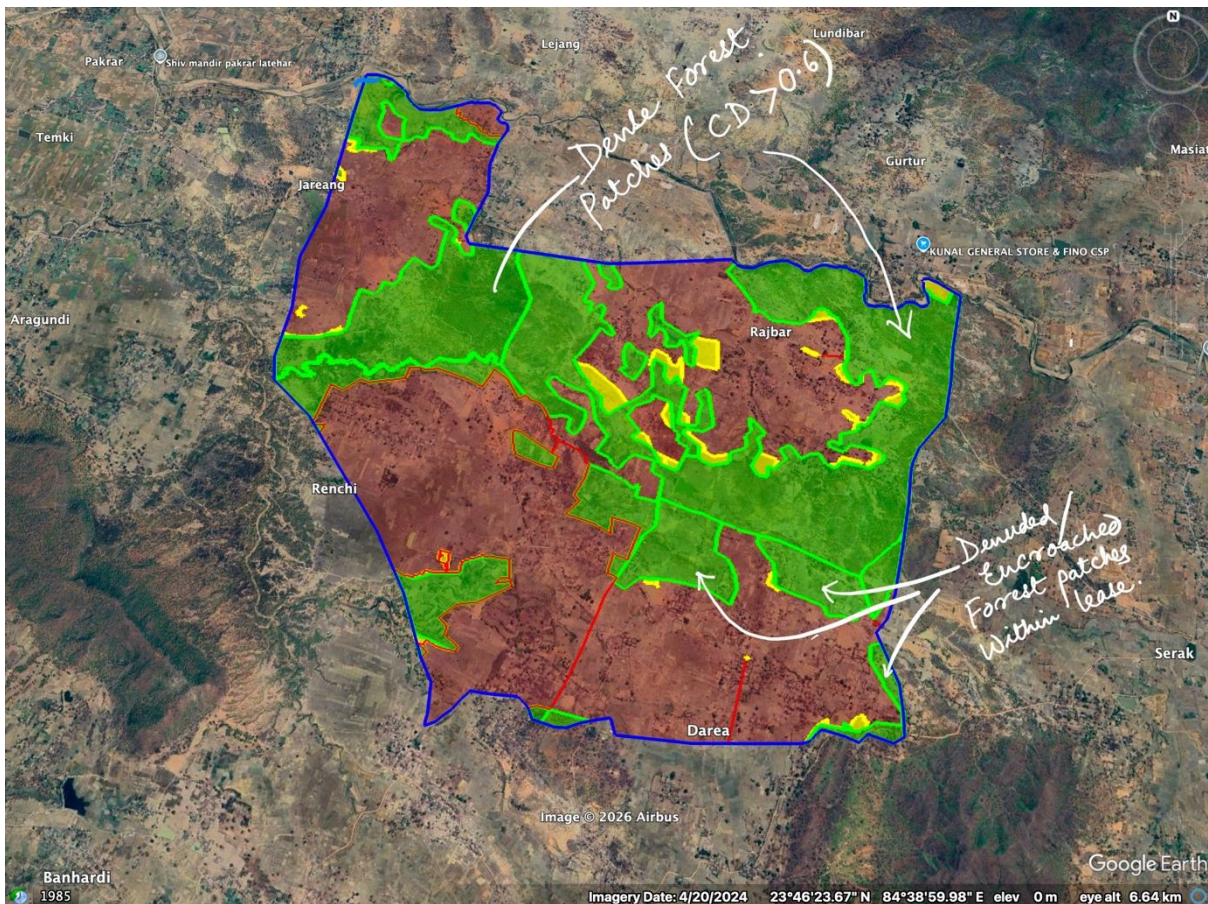 N
Lundibar
Lejang
Pakrar
Shiv mandir pakrar latehar
Dense Forest
Patches (CD >0.6)
Temki
Masiat
Gurtur
Jareang
KUNAL GENERAL STORE & FINO CSP
Aragundi
Rajbar
Renchi
Denuded/
Encroached
Forest patches
Within lease.
Serak
Darea
Image © 2026 Airbus
Google Earth
Banhardi
1985
Imagery Date: 4/20/2024 23°46'23.67" N 84°38'59.98" E elev 0 m eye alt 6.64 km